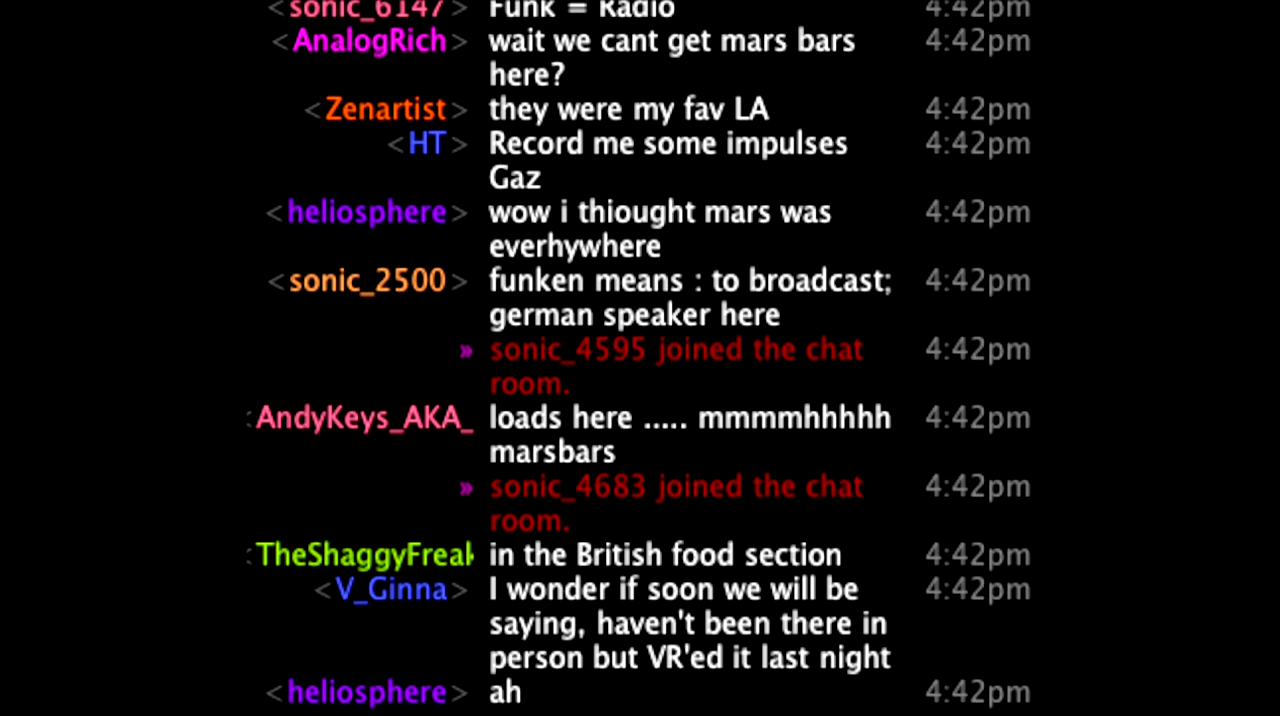 <sonic_6147> Funk = Radio 4:42pm
<AnalogRich> wait we cant get mars bars 4:42pm
here?
<Zenartist> they were my fav LA 4:42pm
<HT> Record me some impulses 4:42pm
Gaz
<heliosphere> wow i thiought mars was 4:42pm
everhywhere
<sonic_2500> funken means : to broadcast; 4:42pm
german speaker here
» sonic_4595 joined the chat 4:42pm
room.
<AndyKeys_AKA_ loads here ..... mmmmhhhhh 4:42pm
marsbars
» sonic_4683 joined the chat 4:42pm
room.
<TheShaggyFreak in the British food section 4:42pm
<V_Ginna> I wonder if soon we will be 4:42pm
saying, haven't been there in
person but VR'ed it last night
<heliosphere> ah 4:42pm